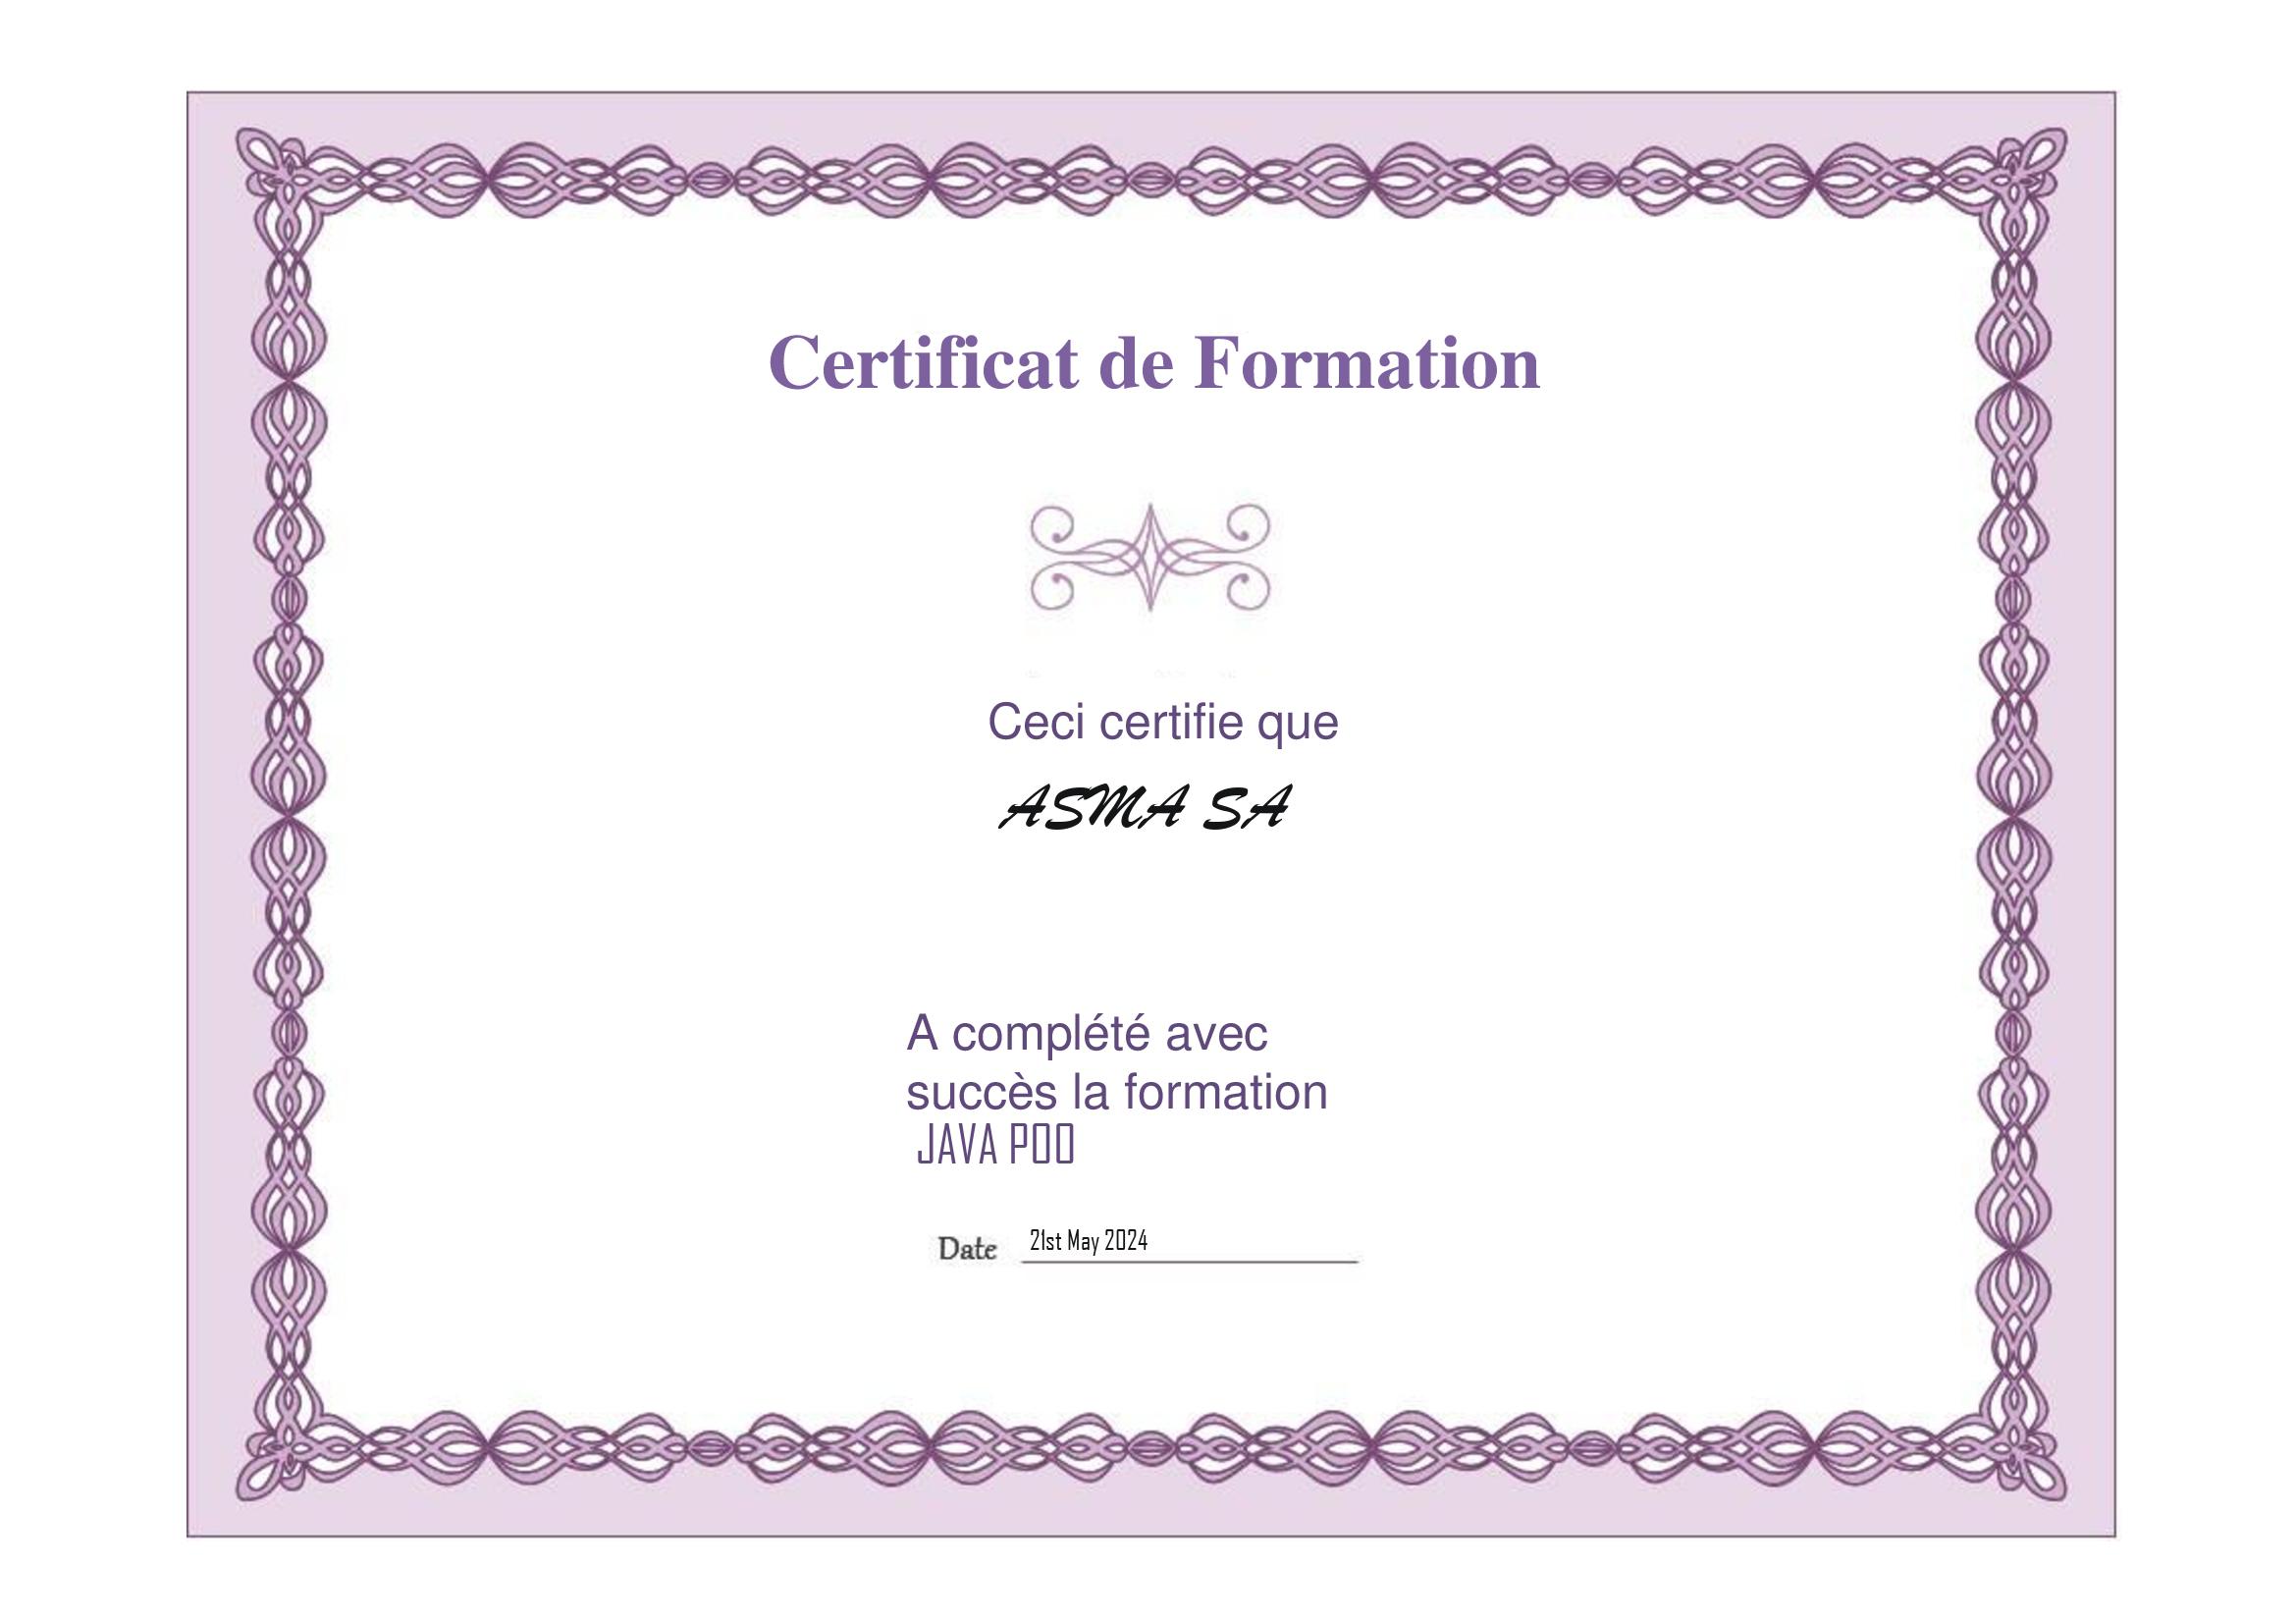 Certificat de Formation
Ceci certifie que
ASMA SA
A complété avec
succès la formation
JAVA POO
Date 21st May 2024